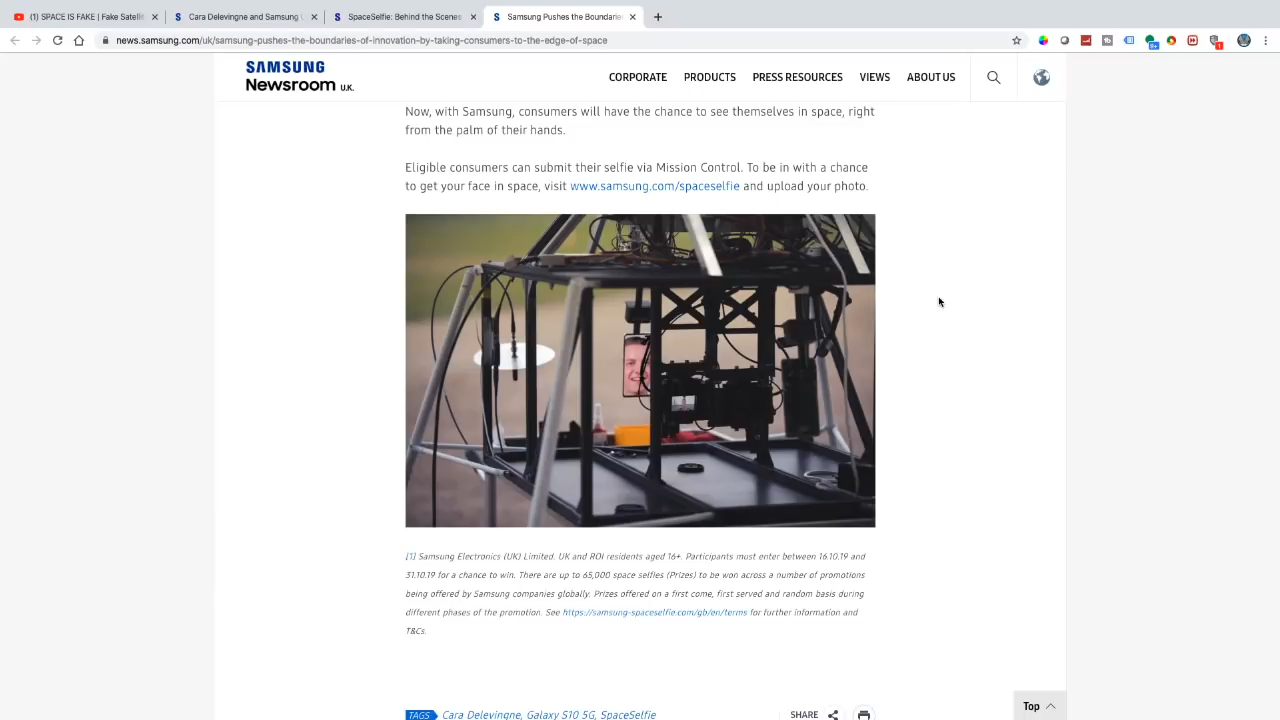 (1) SPACE IS FAKE | Fake Satelli
Cara Delevingne and Samsung U
SpaceSelfie: Behind the Scenes
Samsung Pushes the Boundaries
news.samsung.com/uk/samsung-pushes-the-boundaries-of-innovation-by-taking-consumers-to-the-edge-of-space
SAMSUNG
Newsroom U.K.
CORPORATE PRODUCTS PRESS RESOURCES VIEWS ABOUT US
Now, with Samsung, consumers will have the chance to see themselves in space, right
from the palm of their hands.
Eligible consumers can submit their selfie via Mission Control. To be in with a chance
to get your face in space, visit www.samsung.com/spaceselfie and upload your photo.
[1] Samsung Electronics (UK) Limited. UK and ROI residents aged 16+. Participants must enter between 16.10.19 and
31.10.19 for a chance to win. There are up to 65,000 space selfies (Prizes) to be won across a number of promotions
being offered by Samsung companies globally. Prizes offered on a first come, first served and random basis during
different phases of the promotion. See https://samsung-spaceselfie.com/gb/en/terms for further information and
T&Cs.
Top
TAGS Cara Delevingne, Galaxy S10 5G, SpaceSelfie
SHARE